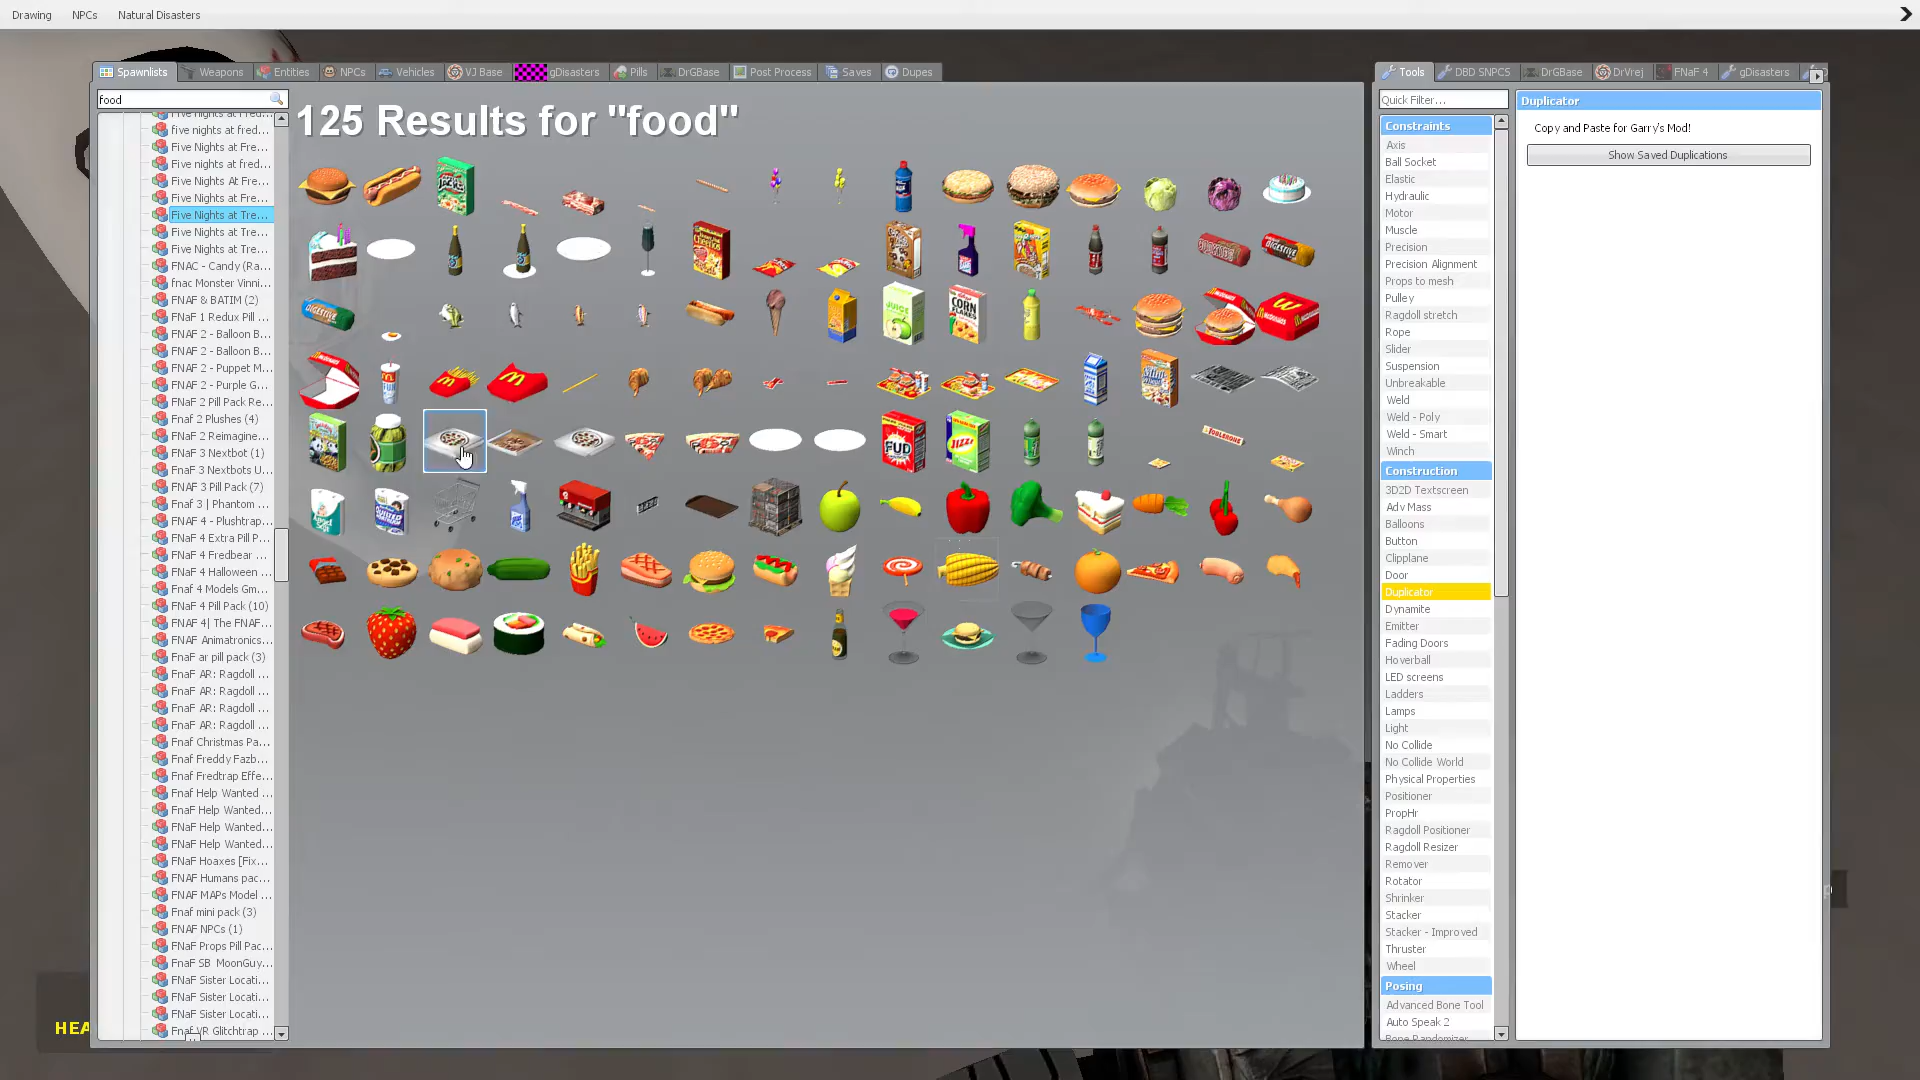 Drawing NPCs Natural Disasters
Spawnlists Weapons Entities NPCs Vehicles VJ Base gDisasters Pills DrGBase Post Process Saves Dupes
food
125 Results for "food"
five nights at fred...
Five Nights at Fre...
Five nights at fred...
Five Nights At Fre...
Five Nights at Fre...
Five Nights at Tre...
Five Nights at Tre...
Five Nights at Tre...
FNAC - Candy (Ra...
fnac Monster Vinni...
FNAF & BATIM (2)
FNAF 1 Redux Pill ...
FNAF 2 - Balloon B...
FNAF 2 - Balloon B...
FNAF 2 - Puppet M...
FNAF 2 - Purple G...
FNAF 2 Pill Pack Re...
Fnaf 2 Plushes (4)
FNAF 2 Reimagine...
FNAF 3 Nextbot (1)
FnaF 3 Nextbots U...
FNAF 3 Pill Pack (7)
Fnaf 3 | Phantom ...
FNAF 4 - Plushtrap...
FNaF 4 Extra Pill P...
FNaF 4 Fredbear ...
FNaF 4 Halloween ...
Fnaf 4 Models Gm...
FNaF 4 Pill Pack (10)
FNAF 4| The FNAF...
FNAF Animatronics...
FnaF ar pill pack (3)
FnaF AR: Ragdoll ...
FnaF AR: Ragdoll ...
FnaF AR: Ragdoll ...
FnaF AR: Ragdoll ...
Fnaf Christmas Pa...
Fnaf Freddy Fazb...
Fnaf Fredtrap Effe...
Fnaf Help Wanted ...
FnaF Help Wanted...
FNaF Help Wanted...
FNaF Help Wanted...
FNaF Hoaxes [Fix...
FNAF Humans pac...
FNAF MAPs Model ...
Fnaf mini pack (3)
FNAF NPCs (1)
FNaF Props Pill Pac...
FnaF SB MoonGuy...
FNaF Sister Locati...
FNaF Sister Locati...
FNaF Sister Locati...
Fnaf VR Glitchtrap ...
HEA
CORN
FUD
JIZZ!
Tools DBD SNPCS DrGBase DrVrej FNaF 4 gDisasters
Quick Filter...
Constraints
Axis
Ball Socket
Elastic
Hydraulic
Motor
Muscle
Precision
Precision Alignment
Props to mesh
Pulley
Ragdoll stretch
Rope
Slider
Suspension
Unbreakable
Weld
Weld - Poly
Weld - Smart
Winch
Construction
3D2D Textscreen
Adv Mass
Balloons
Button
Clipplane
Door
Duplicator
Dynamite
Emitter
Fading Doors
Hoverball
LED screens
Ladders
Lamps
Light
No Collide
No Collide World
Physical Properties
Positioner
PropHr
Ragdoll Positioner
Ragdoll Resizer
Remover
Rotator
Shrinker
Stacker
Stacker - Improved
Thruster
Wheel
Posing
Advanced Bone Tool
Auto Speak 2
Duplicator
Copy and Paste for Garry's Mod!
Show Saved Duplications